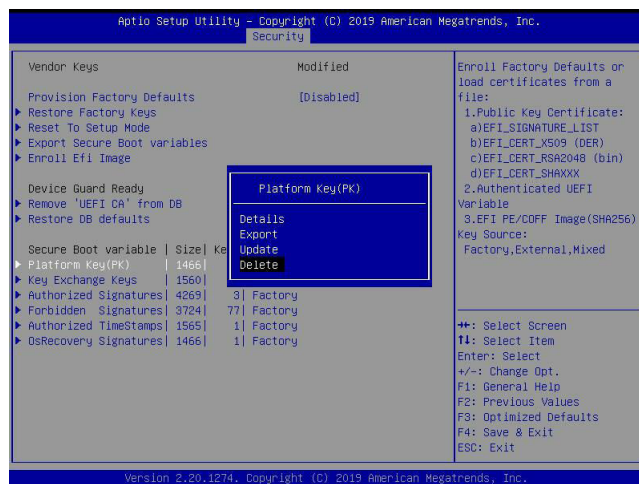 Aptio Setup Utility – Copyright (C) 2019 American Megatrends, Inc.
Security
Vendor Keys Modified
Provision Factory Defaults [Disabled]
Restore Factory Keys
Reset To Setup Mode
Export Secure Boot variables
Enroll Efi Image
Device Guard Ready
Remove 'UEFI CA' from DB
Restore DB defaults
Secure Boot variable | Size| Ke
Platform Key(PK) | 1466|
Key Exchange Keys | 1560|
Authorized Signatures| 4269| 3| Factory
Forbidden Signatures| 3724| 77| Factory
Authorized TimeStamps| 1565| 1| Factory
OsRecovery Signatures| 1466| 1| Factory
Platform Key(PK)
Details
Export
Update
Delete
Enroll Factory Defaults or
load certificates from a
file:
1.Public Key Certificate:
a)EFI_SIGNATURE_LIST
b)EFI_CERT_X509 (DER)
c)EFI_CERT_RSA2048 (bin)
d)EFI_CERT_SHAXXX
2.Authenticated UEFI
Variable
3.EFI PE/COFF Image(SHA256)
Key Source:
Factory,External,Mixed
→←: Select Screen
↑↓: Select Item
Enter: Select
+/-: Change Opt.
F1: General Help
F2: Previous Values
F3: Optimized Defaults
F4: Save & Exit
ESC: Exit
Version 2.20.1274. Copyright (C) 2019 American Megatrends, Inc.